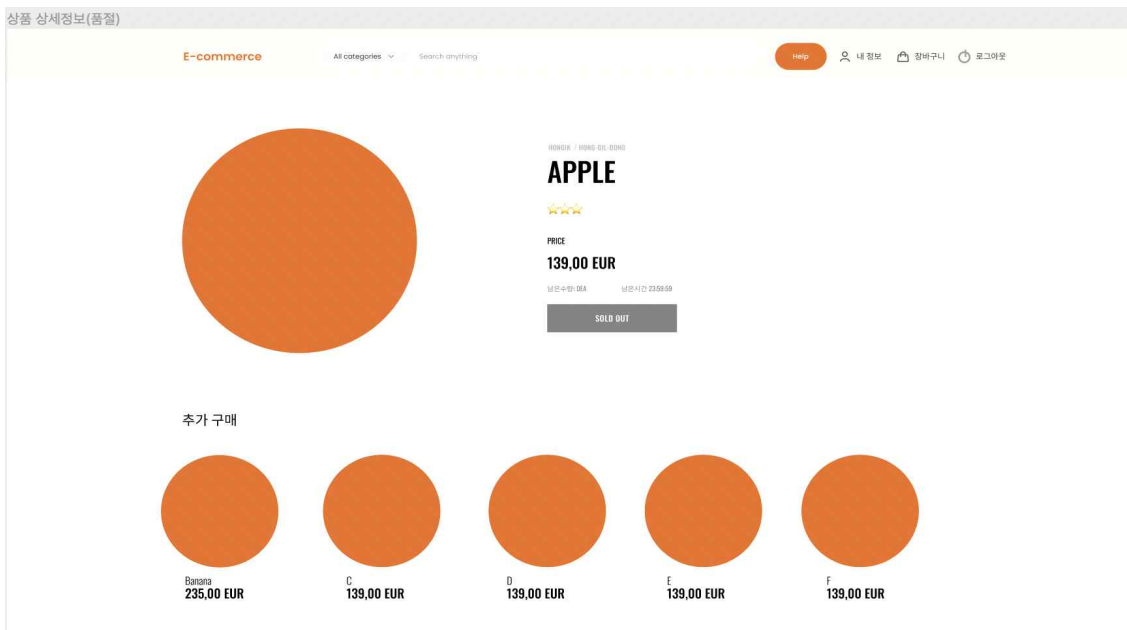 상품 상세정보(품절)
E-commerce All categories Search anything Help 내 정보 장바구니 로그아웃
HONGIK / HONG-GIL-DONG
APPLE
PRICE
139,00 EUR
남은수량: DEA 남은시간 23:59:59
SOLD OUT
추가 구매
Banana C D E F
235,00 EUR 139,00 EUR 139,00 EUR 139,00 EUR 139,00 EUR